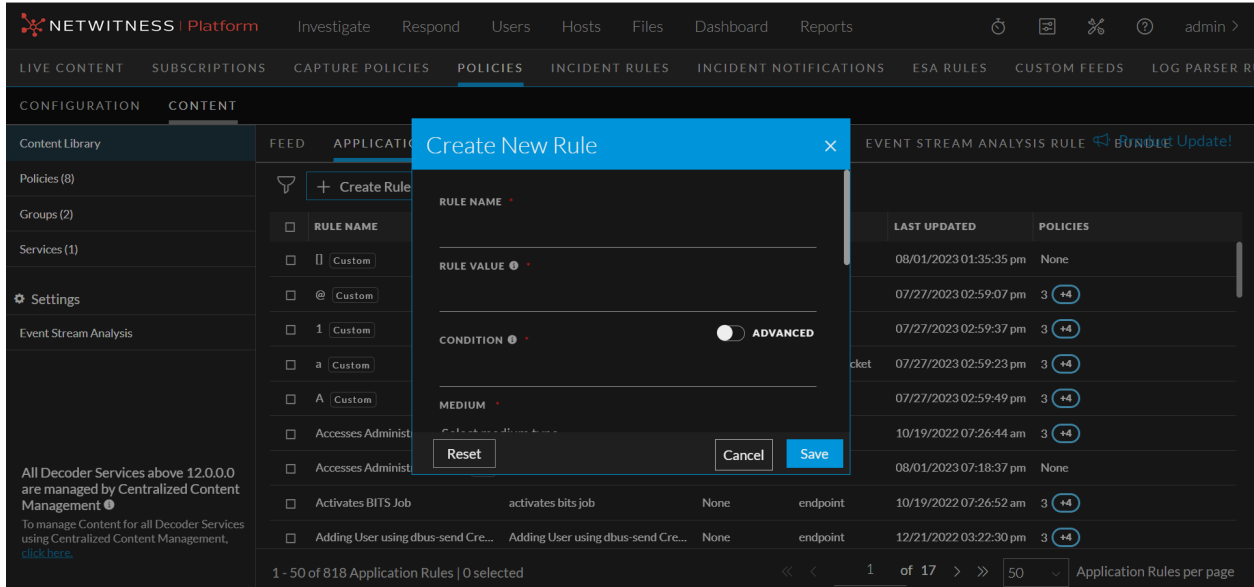 NETWITNESS | Platform Investigate Respond Users Hosts Files Dashboard Reports admin >
LIVE CONTENT SUBSCRIPTIONS CAPTURE POLICIES POLICIES INCIDENT RULES INCIDENT NOTIFICATIONS ESA RULES CUSTOM FEEDS LOG PARSER R
CONFIGURATION CONTENT
Content Library
Policies (8)
Groups (2)
Services (1)
Settings
Event Stream Analysis
All Decoder Services above 12.0.0.0
are managed by Centralized Content
Management
To manage Content for all Decoder Services
using Centralized Content Management,
click here.
FEED APPLICATIO EVENT STREAM ANALYSIS RULE BUNDLE Product Update!
+ Create Rule
RULE NAME LAST UPDATED POLICIES
[] Custom 08/01/2023 01:35:35 pm None
@ Custom 07/27/2023 02:59:07 pm 3 +4
1 Custom 07/27/2023 02:59:37 pm 3 +4
a Custom cket 07/27/2023 02:59:23 pm 3 +4
A Custom 07/27/2023 02:59:49 pm 3 +4
Accesses Administ 10/19/2022 07:26:44 am 3 +4
Accesses Administ 08/01/2023 07:18:37 pm None
Activates BITS Job activates bits job None endpoint 10/19/2022 07:26:52 am 3 +4
Adding User using dbus-send Cre... Adding User using dbus-send Cre... None endpoint 12/21/2022 03:22:30 pm 3 +4
1 - 50 of 818 Application Rules | 0 selected « < 1 of 17 > » 50 Application Rules per page
Create New Rule ×
RULE NAME *
RULE VALUE *
CONDITION * ADVANCED
MEDIUM *
Select medium type
Reset Cancel Save